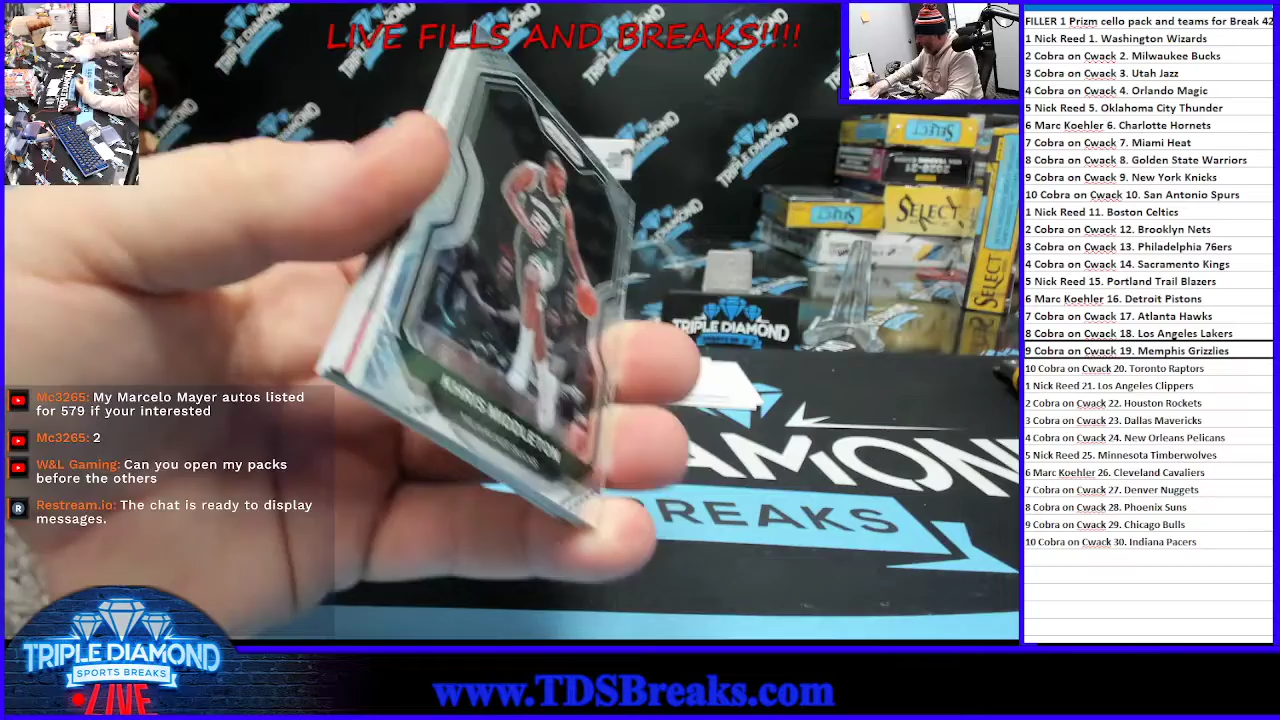 LIVE FILLS AND BREAKS!!!!
FILLER 1 Prizm cello pack and teams for Break 42
1 Nick Reed 1. Washington Wizards
2 Cobra on Cwack 2. Milwaukee Bucks
3 Cobra on Cwack 3. Utah Jazz
4 Cobra on Cwack 4. Orlando Magic
5 Nick Reed 5. Oklahoma City Thunder
6 Marc Koehler 6. Charlotte Hornets
7 Cobra on Cwack 7. Miami Heat
8 Cobra on Cwack 8. Golden State Warriors
9 Cobra on Cwack 9. New York Knicks
10 Cobra on Cwack 10. San Antonio Spurs
1 Nick Reed 11. Boston Celtics
2 Cobra on Cwack 12. Brooklyn Nets
3 Cobra on Cwack 13. Philadelphia 76ers
4 Cobra on Cwack 14. Sacramento Kings
5 Nick Reed 15. Portland Trail Blazers
6 Marc Koehler 16. Detroit Pistons
7 Cobra on Cwack 17. Atlanta Hawks
8 Cobra on Cwack 18. Los Angeles Lakers
9 Cobra on Cwack 19. Memphis Grizzlies
10 Cobra on Cwack 20. Toronto Raptors
1 Nick Reed 21. Los Angeles Clippers
2 Cobra on Cwack 22. Houston Rockets
3 Cobra on Cwack 23. Dallas Mavericks
4 Cobra on Cwack 24. New Orleans Pelicans
5 Nick Reed 25. Minnesota Timberwolves
6 Marc Koehler 26. Cleveland Cavaliers
7 Cobra on Cwack 27. Denver Nuggets
8 Cobra on Cwack 28. Phoenix Suns
9 Cobra on Cwack 29. Chicago Bulls
10 Cobra on Cwack 30. Indiana Pacers
SELECT
2020-21
SELECT
SELECT
SELECT
SELECT
TRIPLE DIAMOND
KHRIS MIDDLETON
AMOND
BREAKS
Mc3265: My Marcelo Mayer autos listed
for 579 if your interested
Mc3265: 2
W&L Gaming: Can you open my packs
before the others
Restream.io: The chat is ready to display
messages.
TRIPLE DIAMOND
SPORTS BREAKS
LIVE
www.TDSBreaks.com